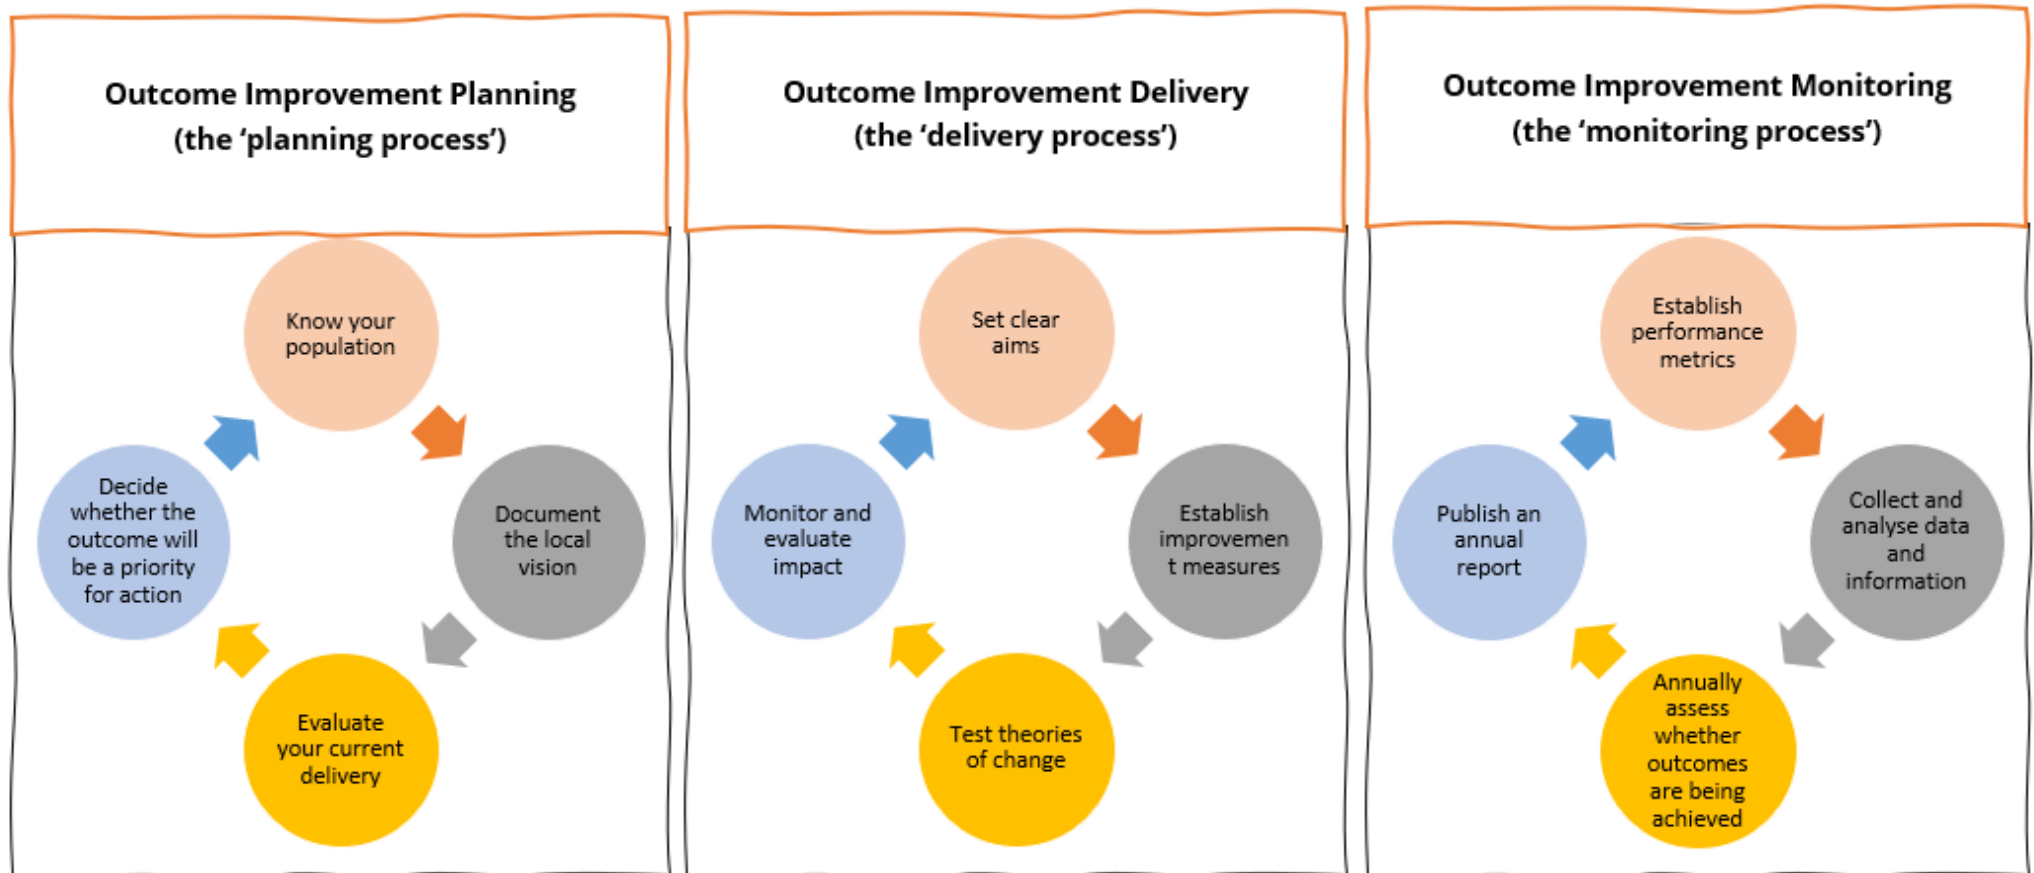 Outcome Improvement Planning
(the ‘planning process’)
Know your
population
Document
the local
vision
Evaluate
your current
delivery
Decide
whether the
outcome will
be a priority
for action
Outcome Improvement Delivery
(the ‘delivery process’)
Set clear
aims
Establish
improvemen
t measures
Test theories
of change
Monitor and
evaluate
impact
Outcome Improvement Monitoring
(the ‘monitoring process’)
Establish
performance
metrics
Collect and
analyse data
and
information
Annually
assess
whether
outcomes
are being
achieved
Publish an
annual
report